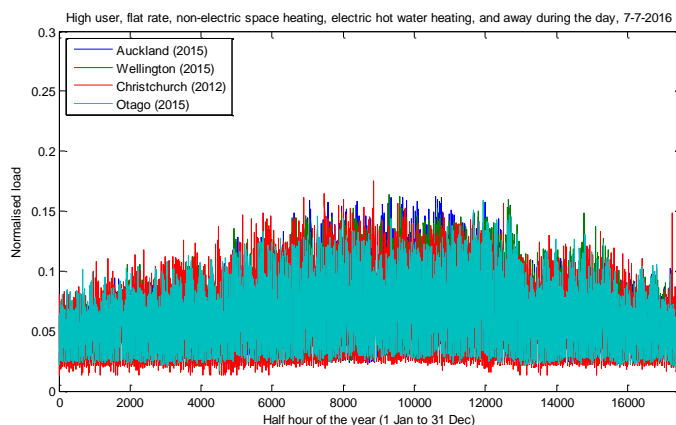 High user, flat rate, non-electric space heating, electric hot water heating, and away during the day, 7-7-2016
0.3
Auckland (2015)
Wellington (2015)
Christchurch (2012)
Otago (2015)
0.25
0.2
Normalised load
0.15
0.1
0.05
0
0 2000 4000 6000 8000 10000 12000 14000 16000
Half hour of the year (1 Jan to 31 Dec)